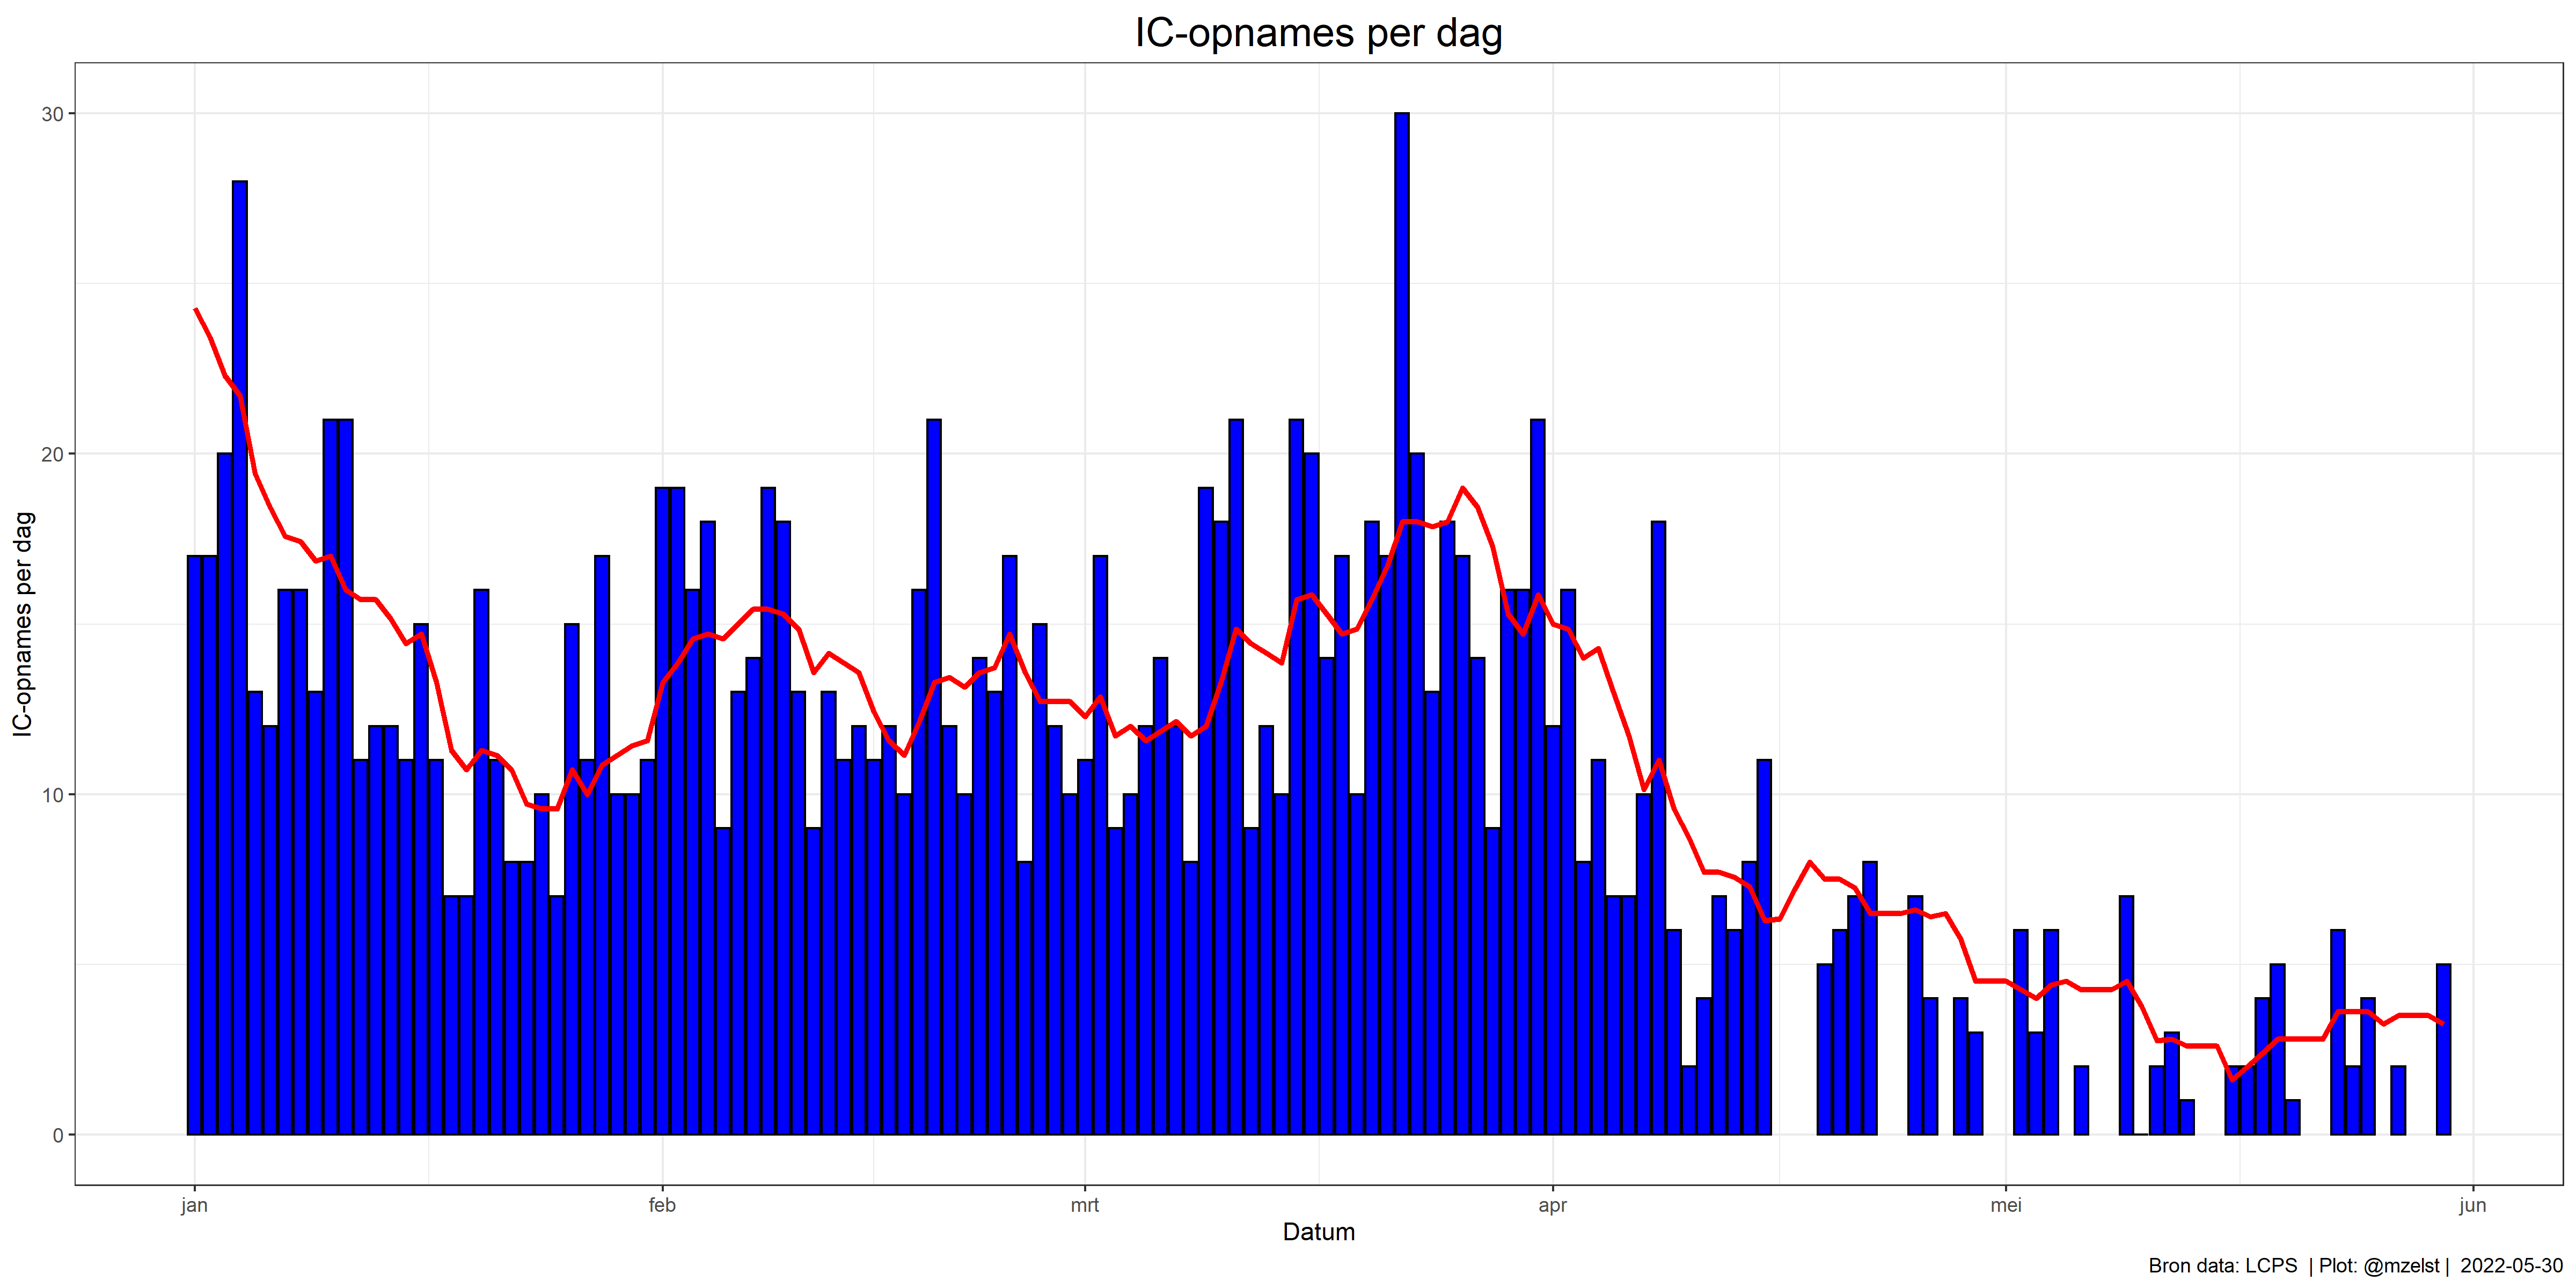 IC-opnames per dag
IC-opnames per dag
30
20
10
0
jan feb mrt apr mei jun
Datum
Bron data: LCPS | Plot: @mzelst | 2022-05-30